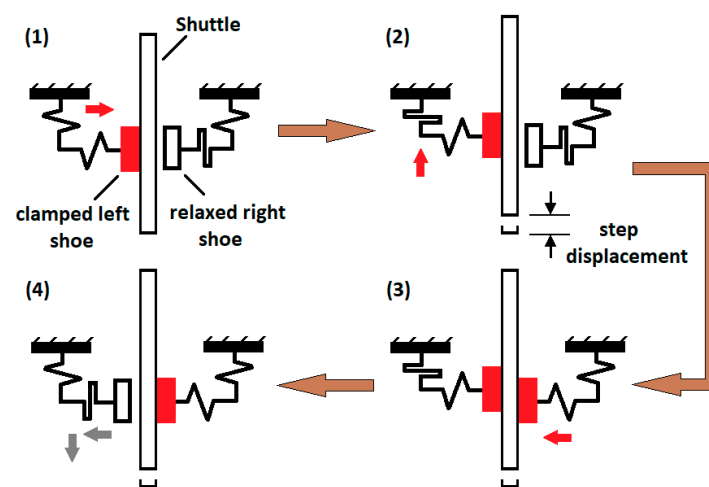 (1)
Shuttle
(2)
clamped left
shoe
relaxed right
shoe
step
displacement
(4)
(3)